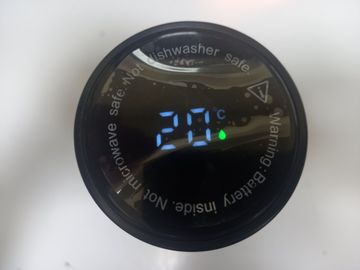 Warning: Battery inside. Not microwave safe. Not dishwasher safe.
20°C